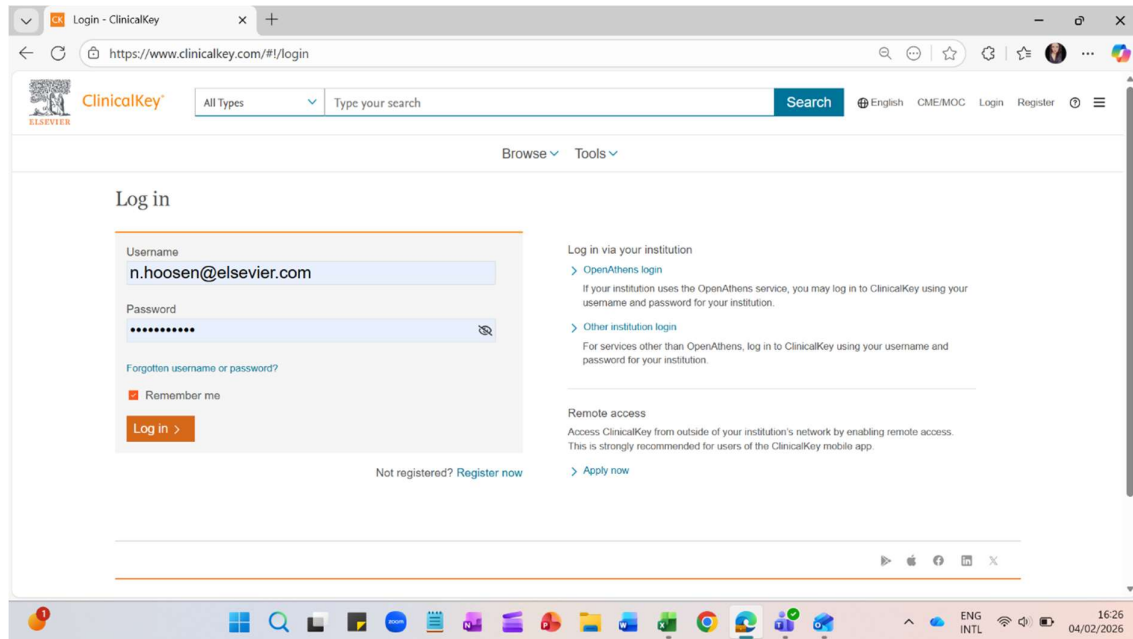 CK Login - ClinicalKey
https://www.clinicalkey.com/#!/login
ELSEVIER
ClinicalKey®
All Types
Type your search
Search
English
CME/MOC
Login
Register
Browse
Tools
Log in
Username
n.hoosen@elsevier.com
Password
•••••••••••
Forgotten username or password?
Remember me
Log in >
Not registered? Register now
Log in via your institution
OpenAthens login
If your institution uses the OpenAthens service, you may log in to ClinicalKey using your
username and password for your institution.
Other institution login
For services other than OpenAthens, log in to ClinicalKey using your username and
password for your institution.
Remote access
Access ClinicalKey from outside of your institution's network by enabling remote access.
This is strongly recommended for users of the ClinicalKey mobile app.
Apply now
1
zoom
ENG
INTL
16:26
04/02/2026